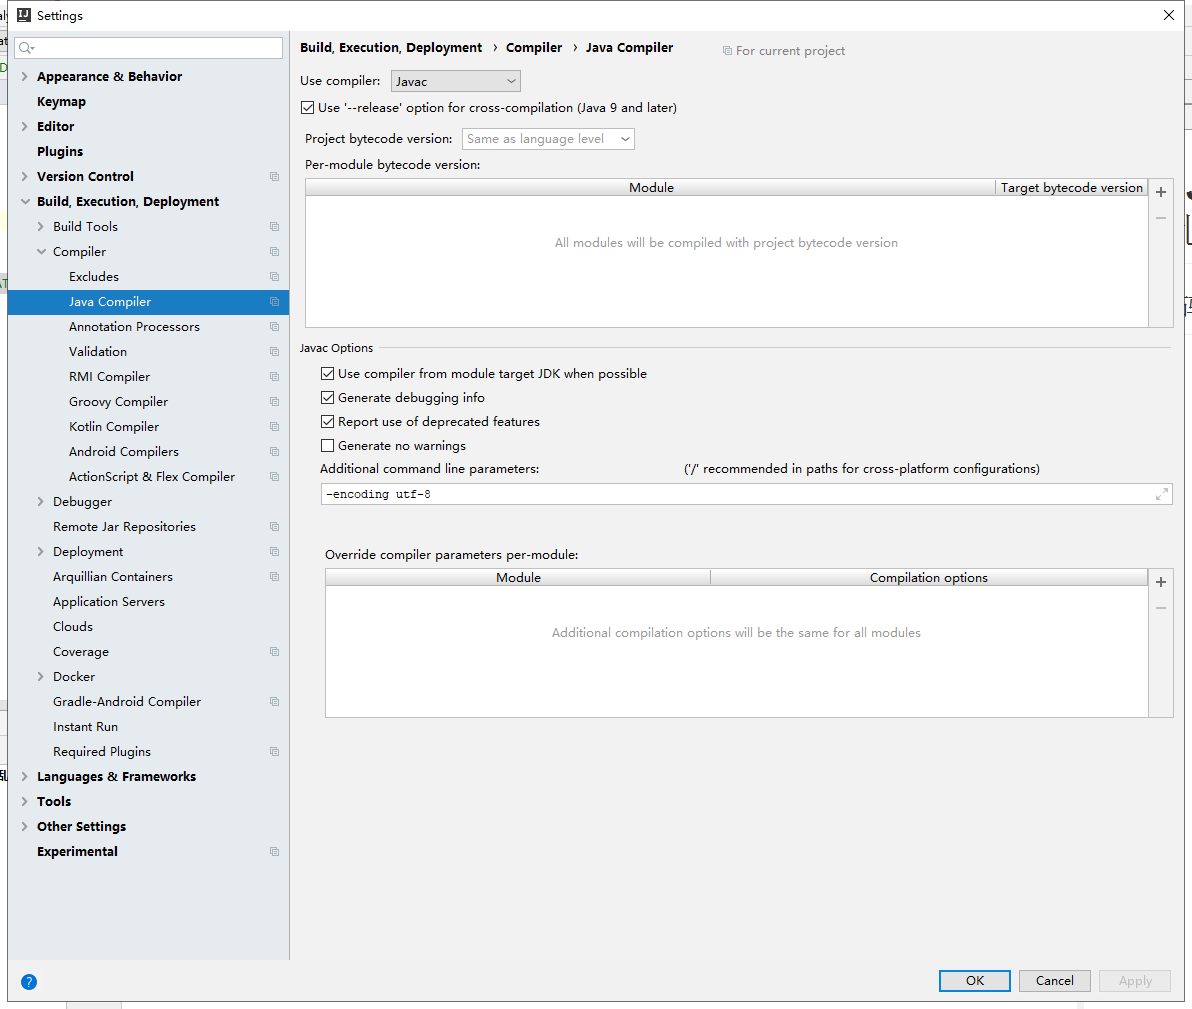 Settings
Appearance & Behavior
Keymap
Editor
Plugins
Version Control
Build, Execution, Deployment
Build Tools
Compiler
Excludes
Java Compiler
Annotation Processors
Validation
RMI Compiler
Groovy Compiler
Kotlin Compiler
Android Compilers
ActionScript & Flex Compiler
Debugger
Remote Jar Repositories
Deployment
Arquillian Containers
Application Servers
Clouds
Coverage
Docker
Gradle-Android Compiler
Instant Run
Required Plugins
Languages & Frameworks
Tools
Other Settings
Experimental
Build, Execution, Deployment › Compiler › Java Compiler
For current project
Use compiler: Javac
Use '--release' option for cross-compilation (Java 9 and later)
Project bytecode version: Same as language level
Per-module bytecode version:
Module Target bytecode version
All modules will be compiled with project bytecode version
Javac Options
Use compiler from module target JDK when possible
Generate debugging info
Report use of deprecated features
Generate no warnings
Additional command line parameters: ('/' recommended in paths for cross-platform configurations)
-encoding utf-8
Override compiler parameters per-module:
Module Compilation options
Additional compilation options will be the same for all modules
? OK Cancel Apply